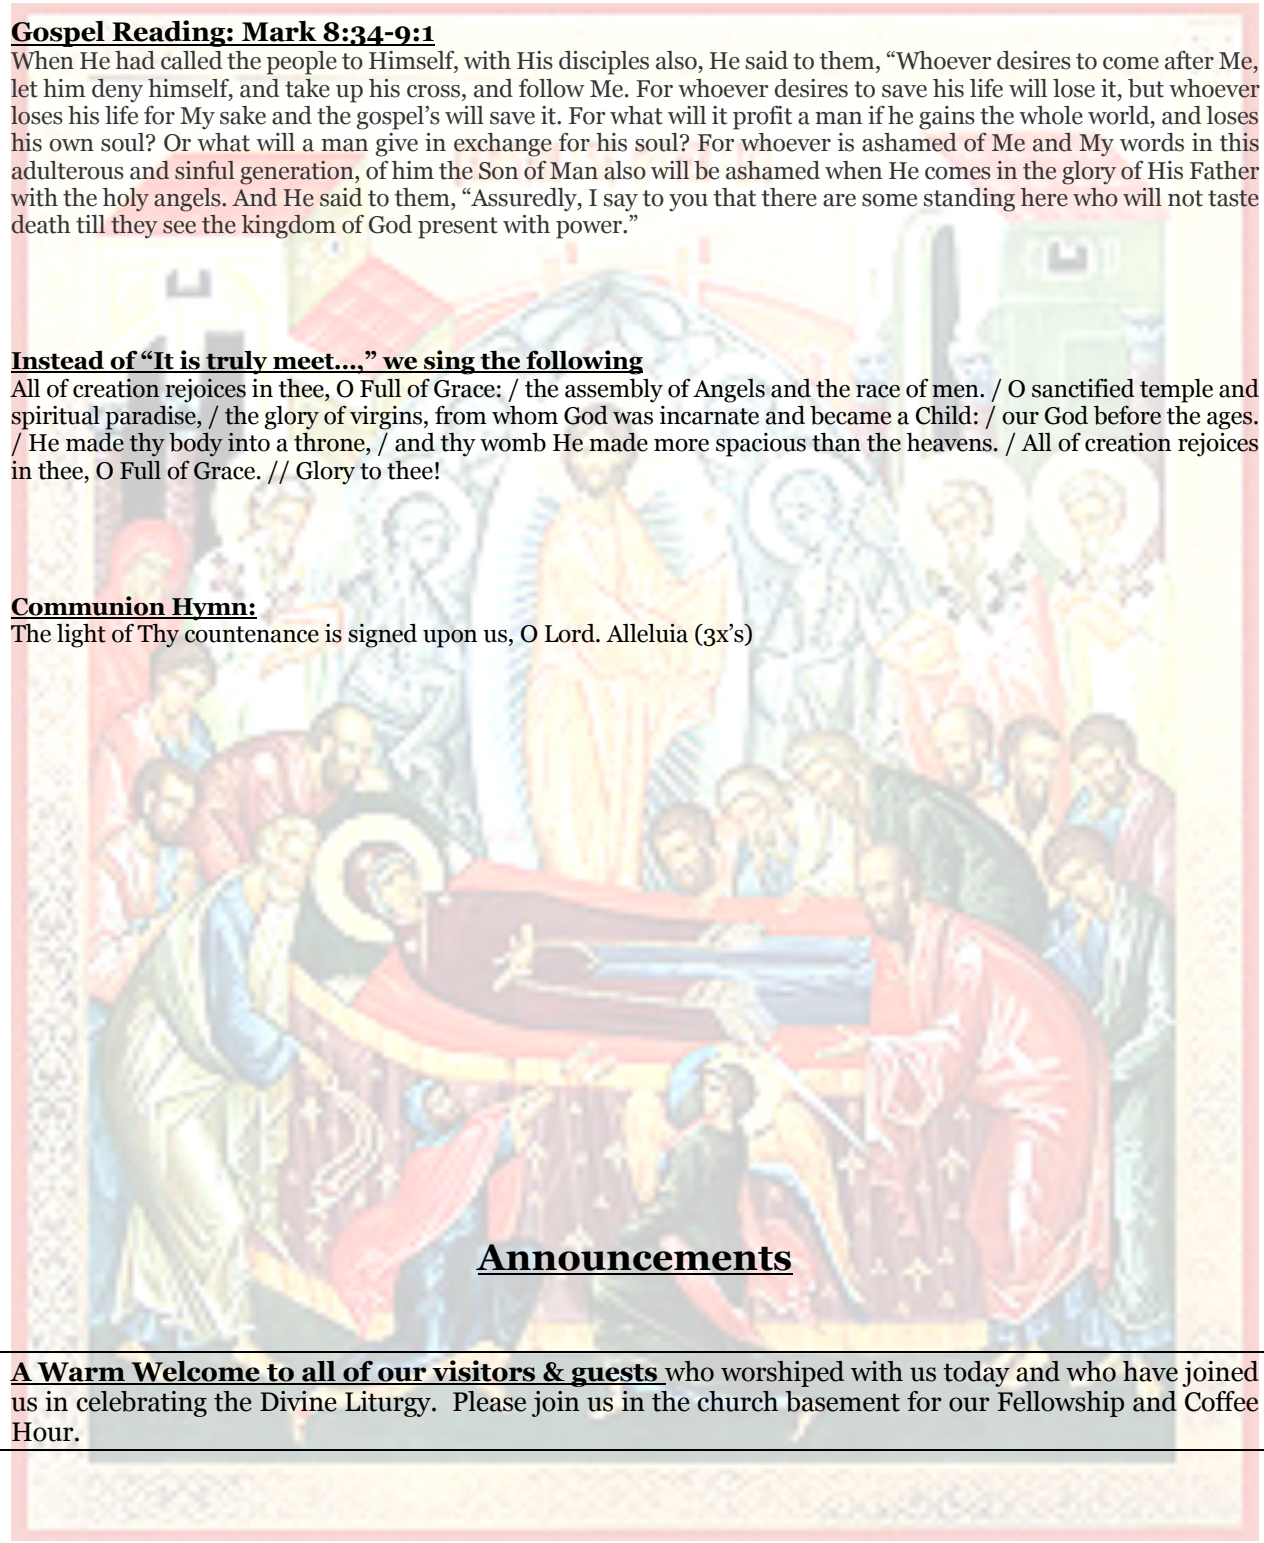 Gospel Reading: Mark 8:34-9:1
When He had called the people to Himself, with His disciples also, He said to them, “Whoever desires to come after Me,
let him deny himself, and take up his cross, and follow Me. For whoever desires to save his life will lose it, but whoever
loses his life for My sake and the gospel’s will save it. For what will it profit a man if he gains the whole world, and loses
his own soul? Or what will a man give in exchange for his soul? For whoever is ashamed of Me and My words in this
adulterous and sinful generation, of him the Son of Man also will be ashamed when He comes in the glory of His Father
with the holy angels. And He said to them, “Assuredly, I say to you that there are some standing here who will not taste
death till they see the kingdom of God present with power.”
Instead of “It is truly meet…,” we sing the following
All of creation rejoices in thee, O Full of Grace: / the assembly of Angels and the race of men. / O sanctified temple and
spiritual paradise, / the glory of virgins, from whom God was incarnate and became a Child: / our God before the ages.
/ He made thy body into a throne, / and thy womb He made more spacious than the heavens. / All of creation rejoices
in thee, O Full of Grace. // Glory to thee!
Communion Hymn:
The light of Thy countenance is signed upon us, O Lord. Alleluia (3x’s)
Announcements
A Warm Welcome to all of our visitors & guests who worshiped with us today and who have joined
us in celebrating the Divine Liturgy.  Please join us in the church basement for our Fellowship and Coffee
Hour.